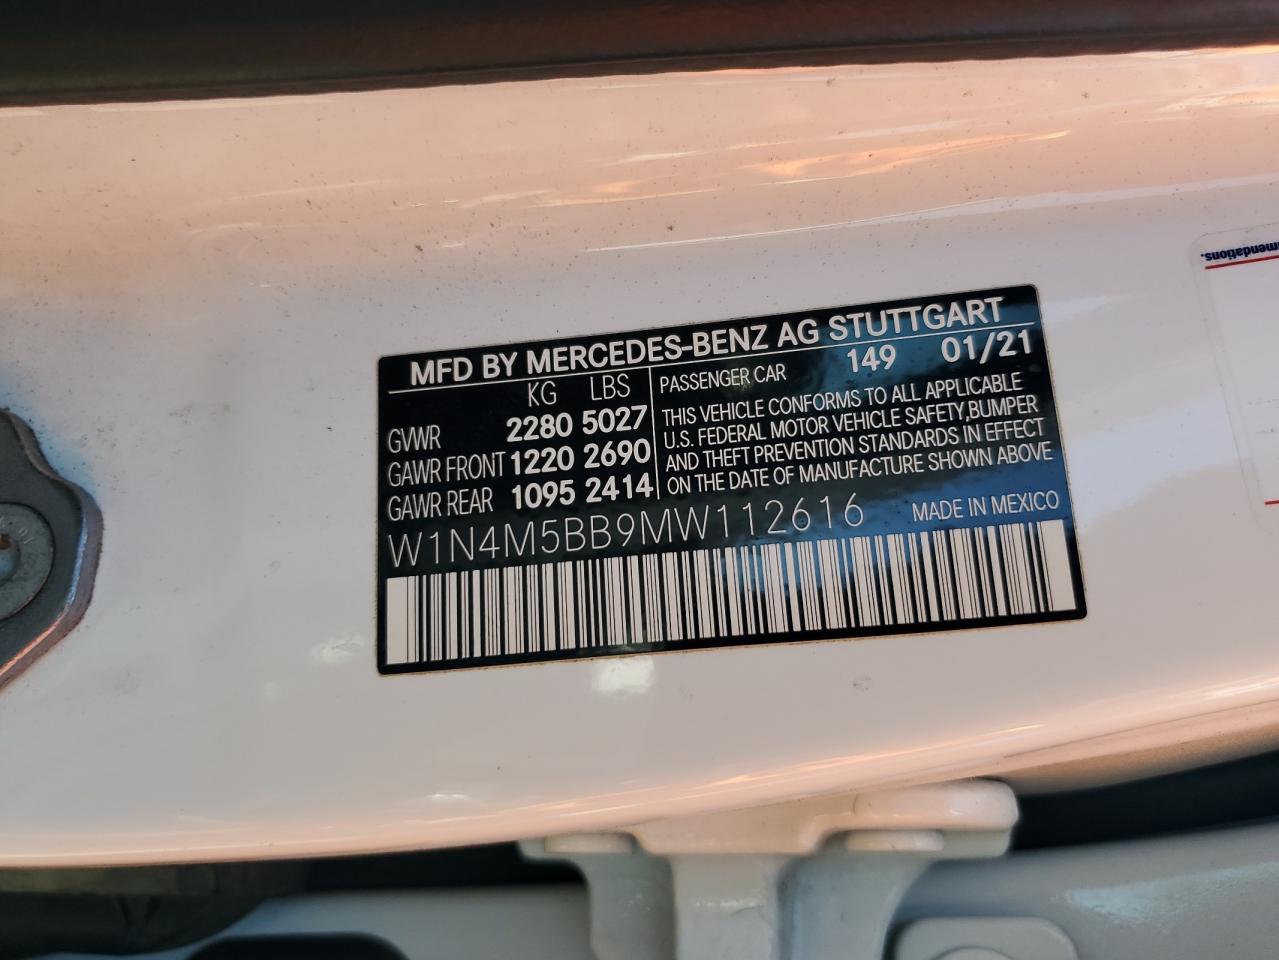 mendations.
MFD BY MERCEDES-BENZ AG STUTTGART
KG LBS
GVWR 2280 5027
GAWR FRONT 1220 2690
GAWR REAR 1095 2414
PASSENGER CAR 149 01/21
THIS VEHICLE CONFORMS TO ALL APPLICABLE
U.S. FEDERAL MOTOR VEHICLE SAFETY,BUMPER
AND THEFT PREVENTION STANDARDS IN EFFECT
ON THE DATE OF MANUFACTURE SHOWN ABOVE
W1N4M5BB9MW112616 MADE IN MEXICO